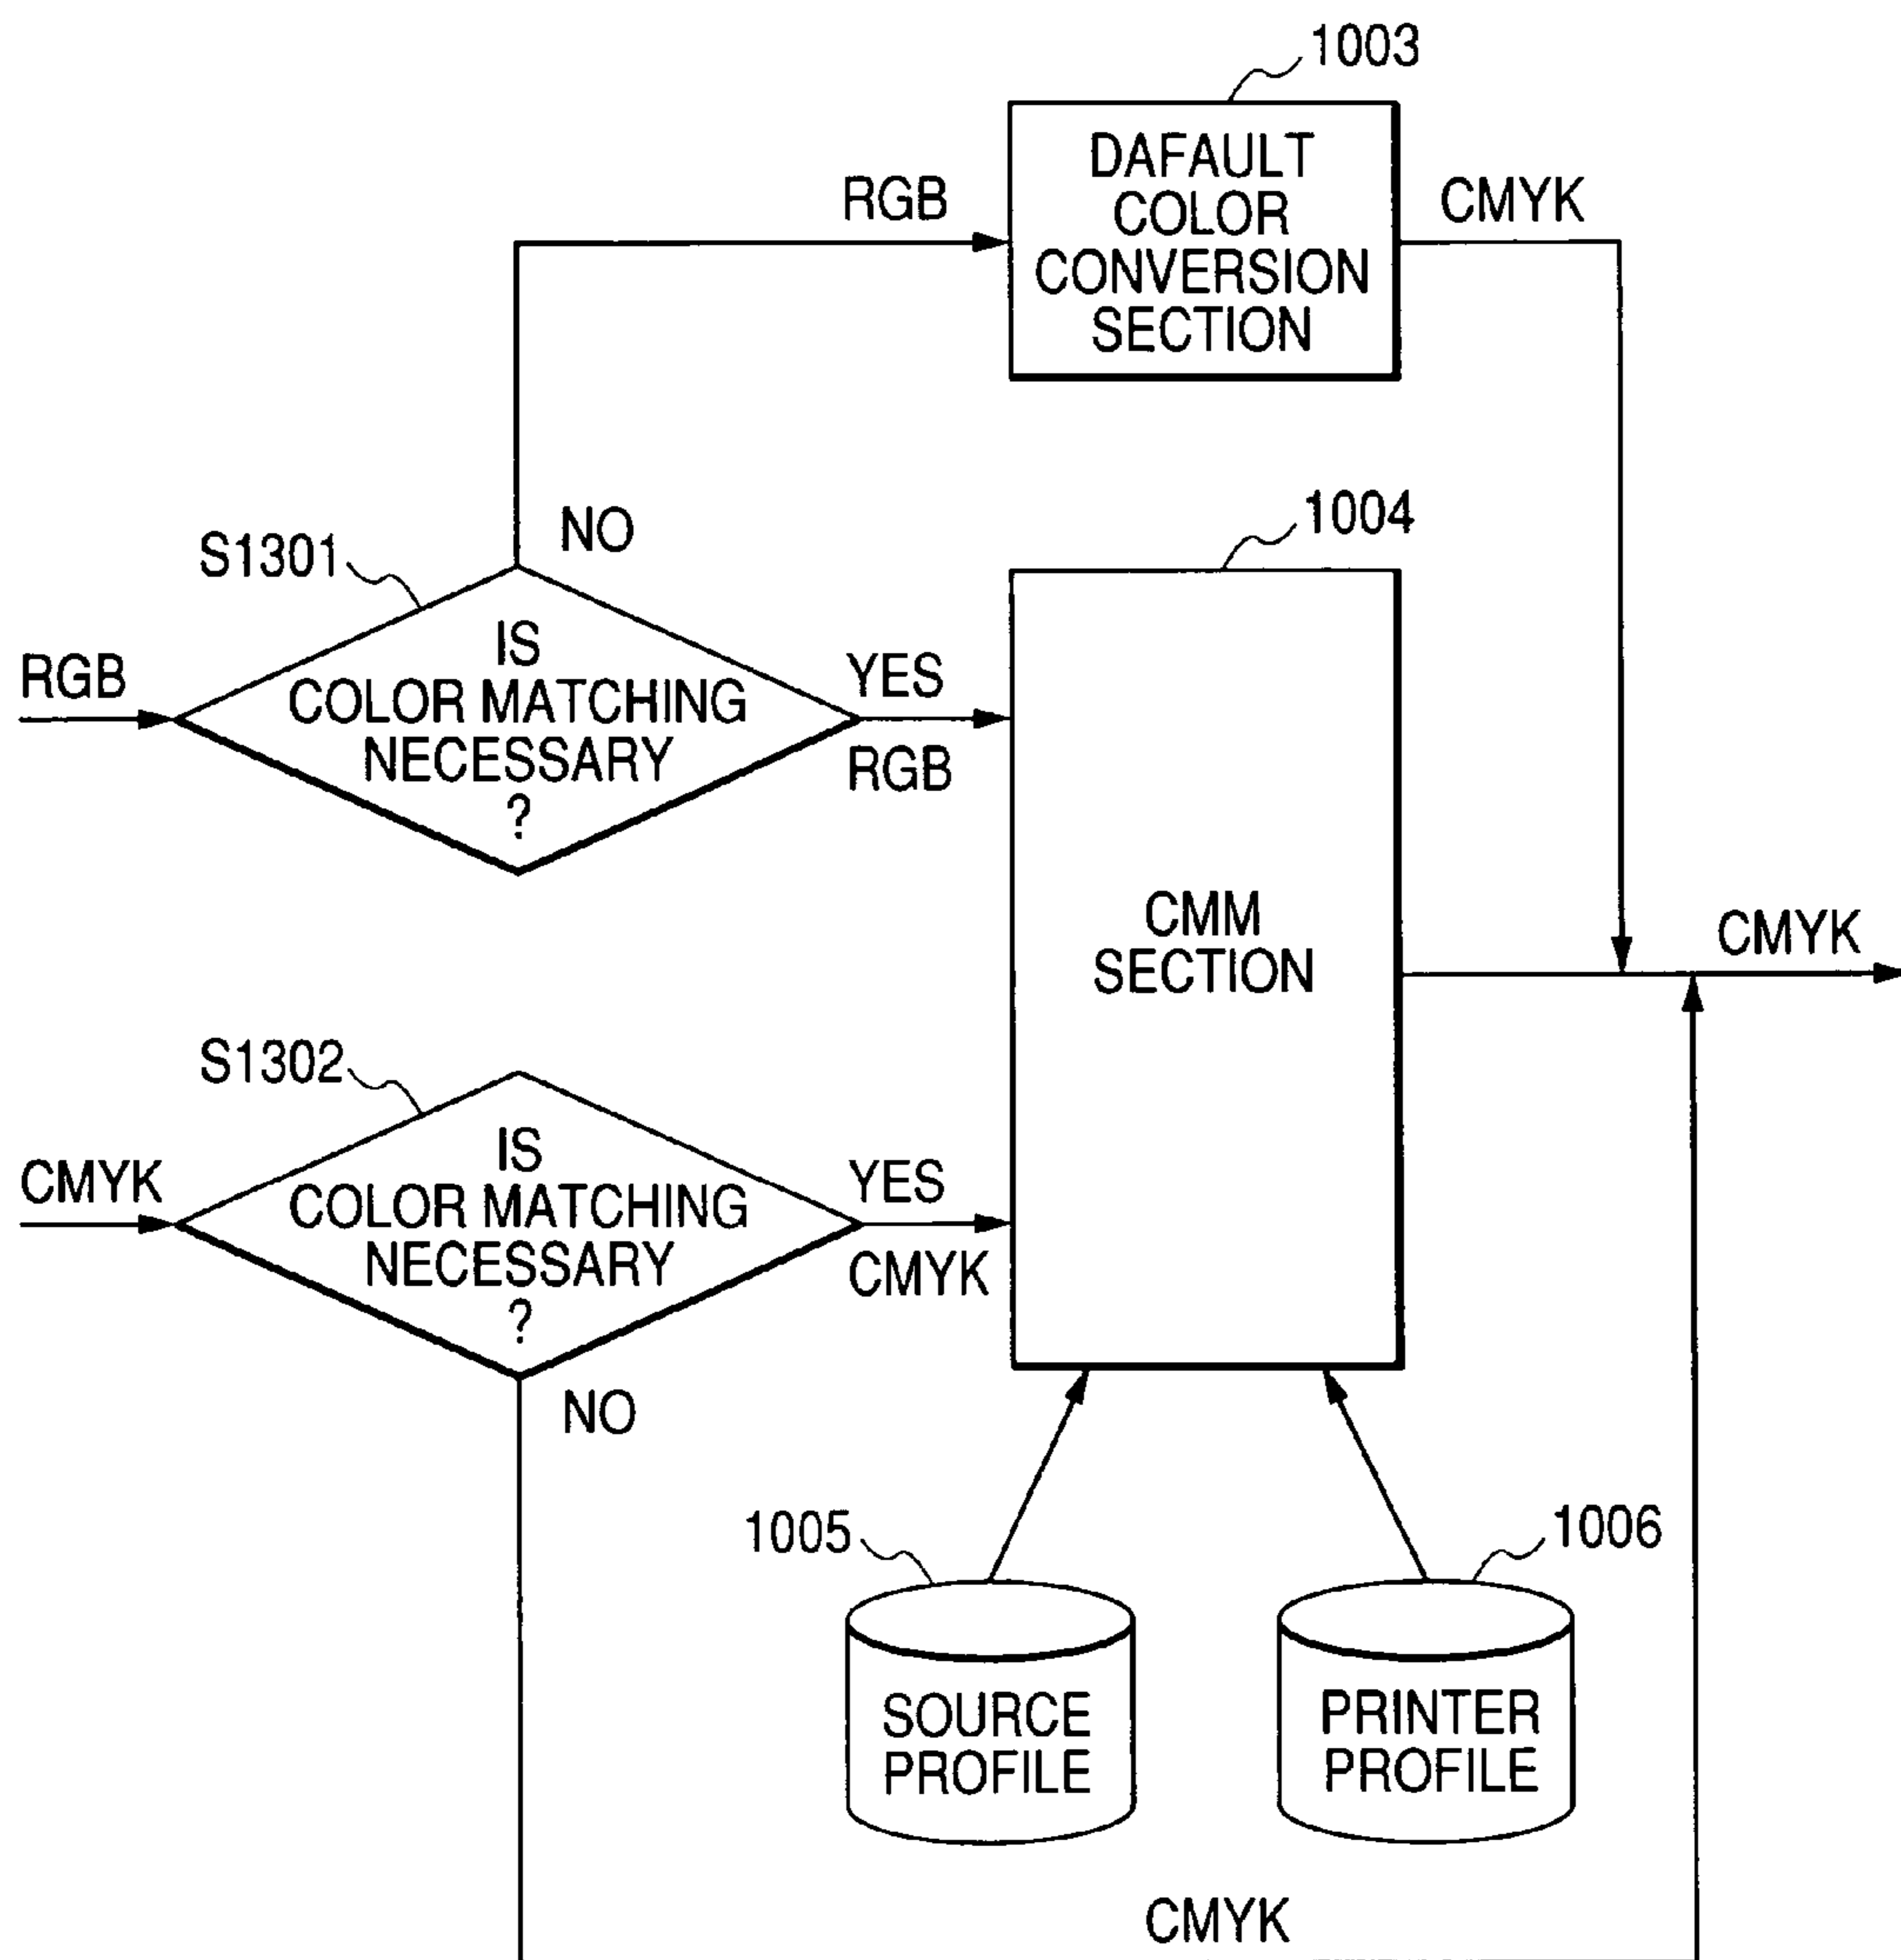 1003
DAFAULT
COLOR
CONVERSION
SECTION
RGB
CMYK
NO
S1301
1004
IS
COLOR MATCHING
NECESSARY
?
RGB
YES
RGB
CMM
SECTION
CMYK
S1302
IS
COLOR MATCHING
NECESSARY
?
CMYK
YES
CMYK
NO
1005
1006
SOURCE
PROFILE
PRINTER
PROFILE
CMYK